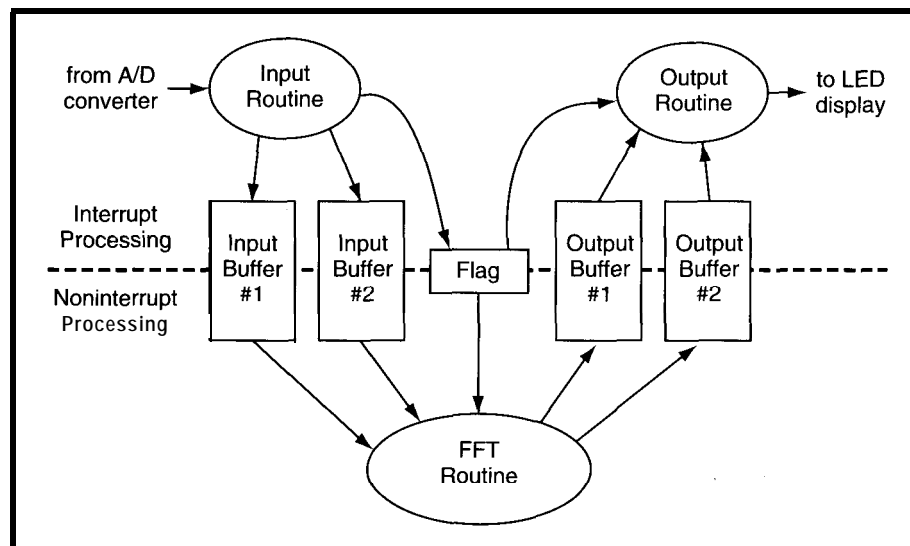 from A/D
converter
Input
Routine
Output
Routine
to LED
display
Interrupt
Processing
Input
Buffer
#1
Input
Buffer
#2
Flag
Output
Buffer
#1
Output
Buffer
#2
Noninterrupt
Processing
FFT
Routine